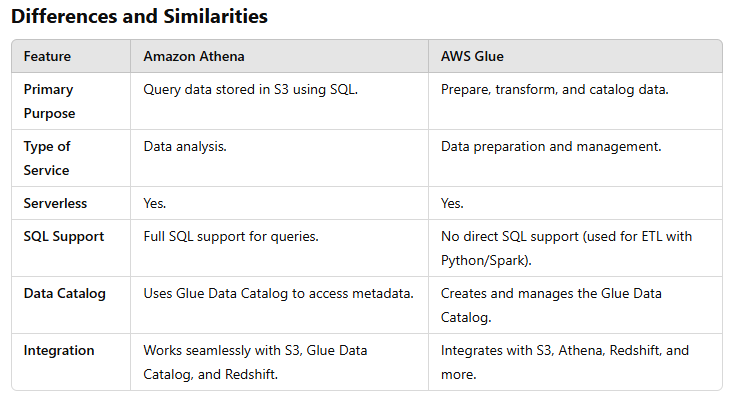 Differences and Similarities
Feature Amazon Athena AWS Glue
Primary Purpose Query data stored in S3 using SQL. Prepare, transform, and catalog data.
Type of Service Data analysis. Data preparation and management.
Serverless Yes. Yes.
SQL Support Full SQL support for queries. No direct SQL support (used for ETL with Python/Spark).
Data Catalog Uses Glue Data Catalog to access metadata. Creates and manages the Glue Data Catalog.
Integration Works seamlessly with S3, Glue Data Catalog, and Redshift. Integrates with S3, Athena, Redshift, and more.